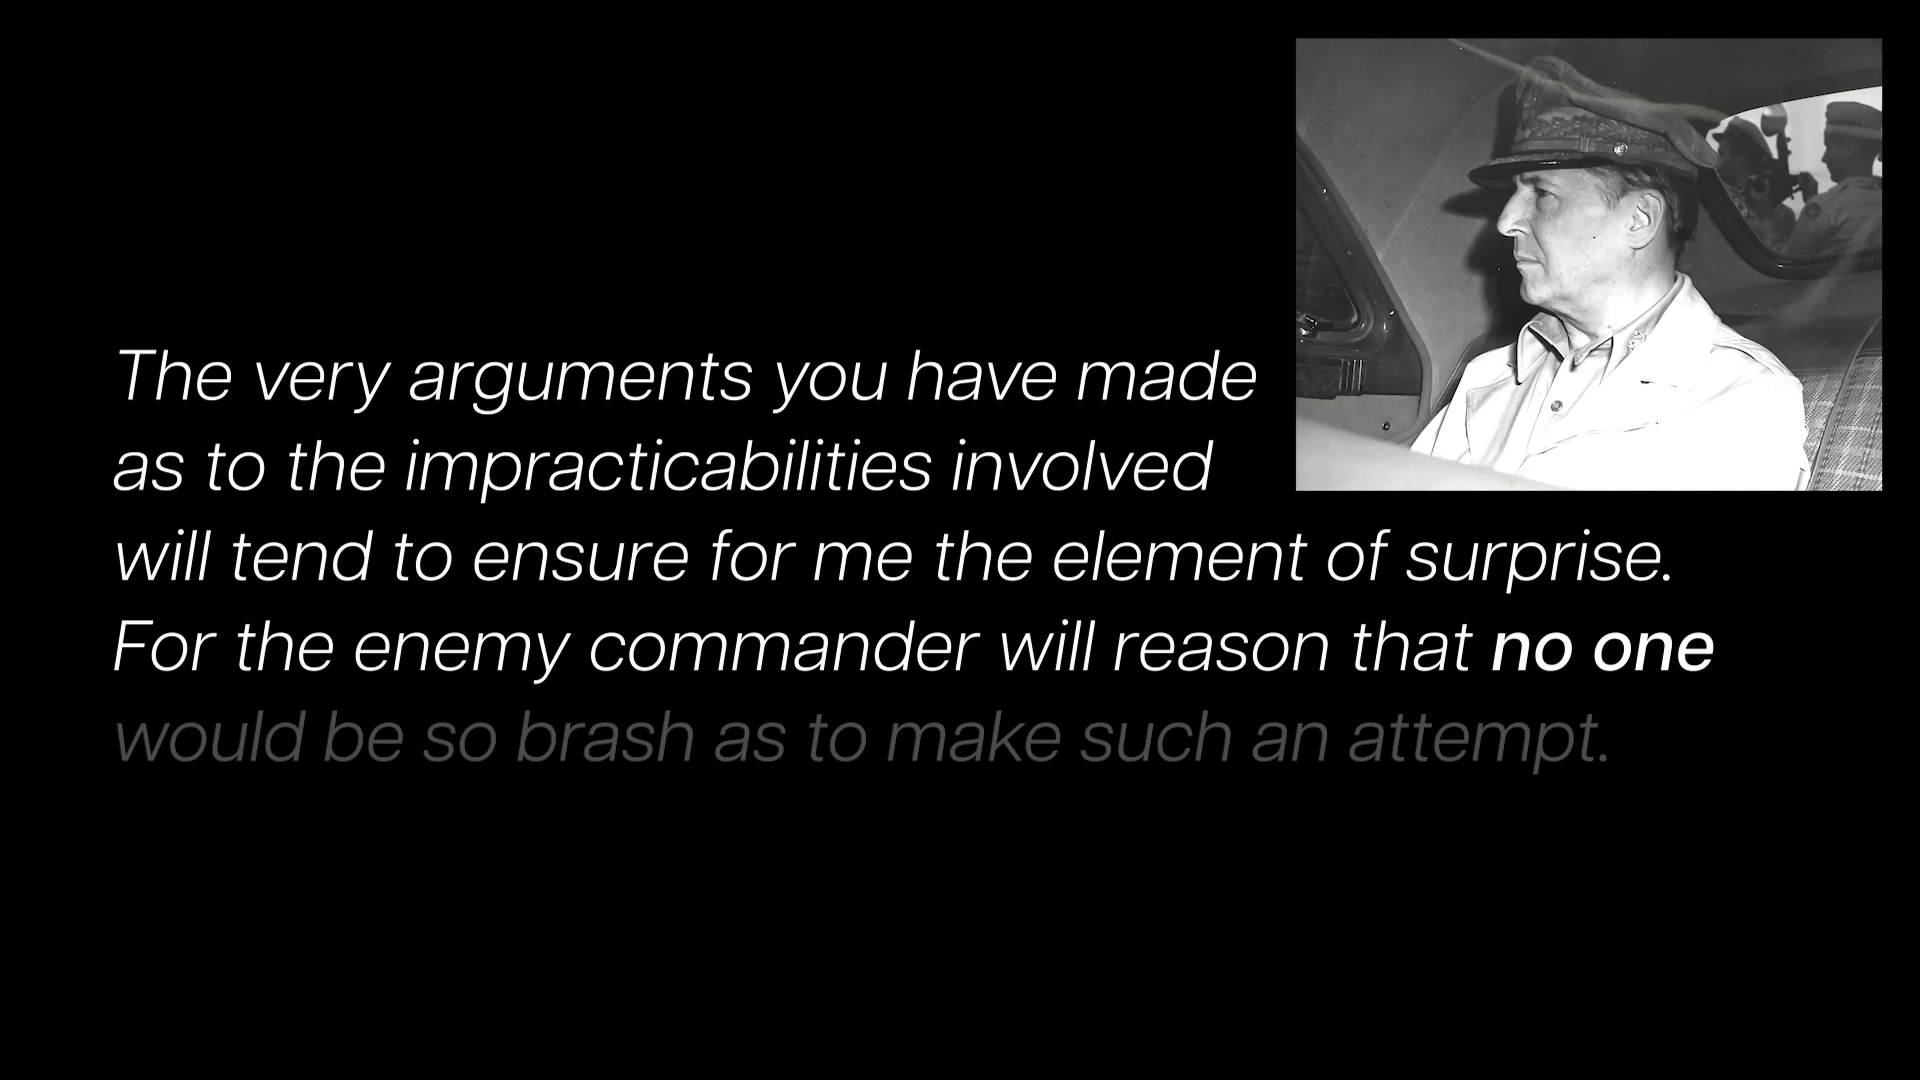 The very arguments you have made
as to the impracticabilities involved
will tend to ensure for me the element of surprise.
For the enemy commander will reason that no one
would be so brash as to make such an attempt.